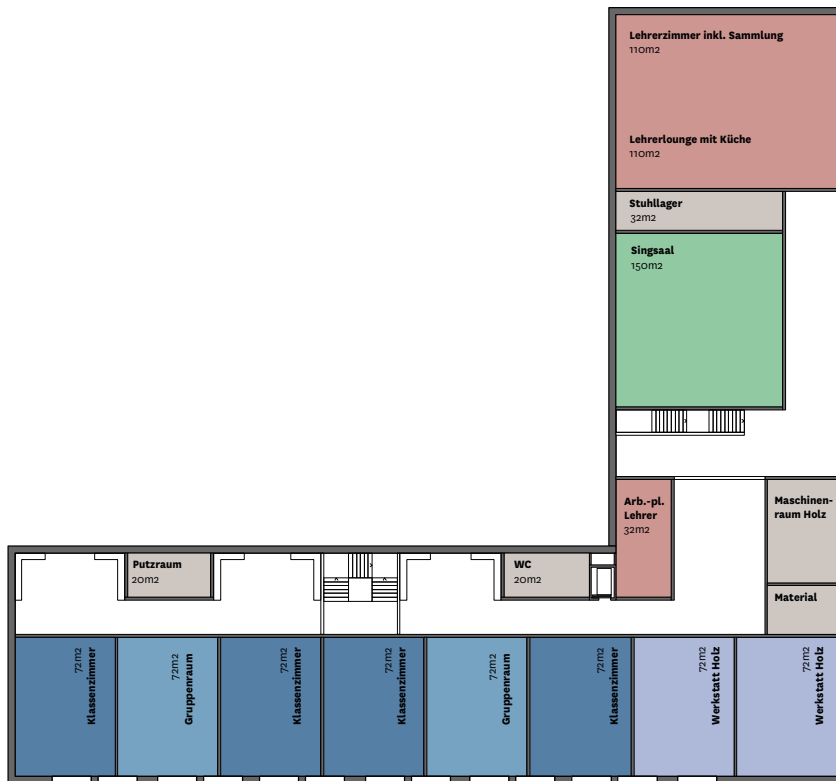 Lehrerzimmer inkl. Sammlung
110m2
Lehrerlounge mit Küche
110m2
Stuhllager
32m2
Singsaal
150m2
Arb.-pl.
Lehrer
32m2
Maschinen-
raum Holz
Putzraum
20m2
WC
20m2
Material
72m2
Klassenzimmer
72m2
Gruppenraum
72m2
Klassenzimmer
72m2
Klassenzimmer
72m2
Gruppenraum
72m2
Klassenzimmer
72m2
Werkstatt Holz
72m2
Werkstatt Holz